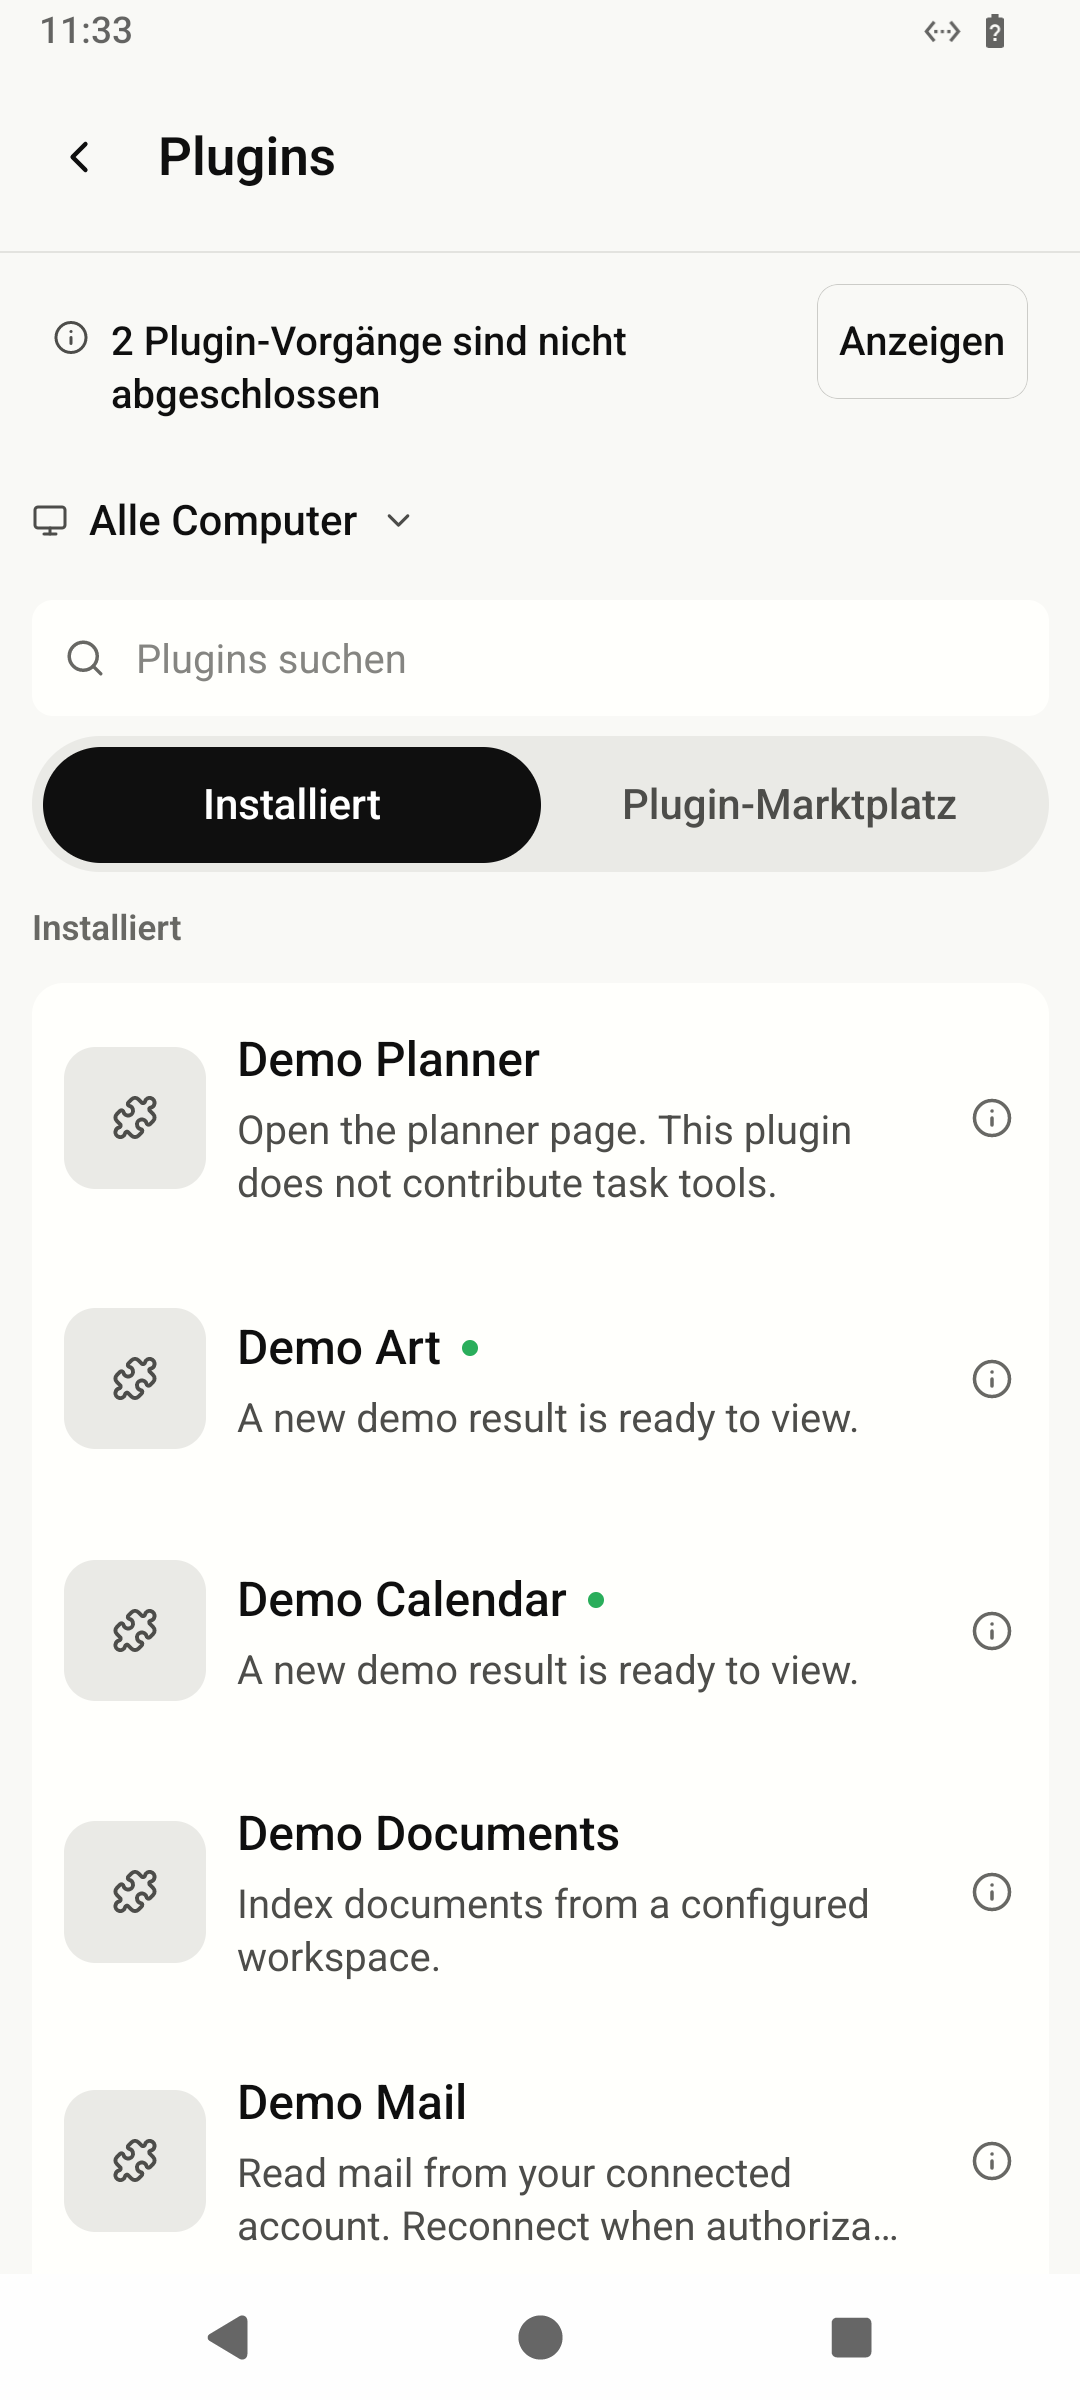 11:33
Plugins
2 Plugin-Vorgänge sind nicht
abgeschlossen
Anzeigen
Alle Computer
Plugins suchen
Installiert
Plugin-Marktplatz
Installiert
Demo Planner
Open the planner page. This plugin
does not contribute task tools.
Demo Art
A new demo result is ready to view.
Demo Calendar
A new demo result is ready to view.
Demo Documents
Index documents from a configured
workspace.
Demo Mail
Read mail from your connected
account. Reconnect when authoriza…